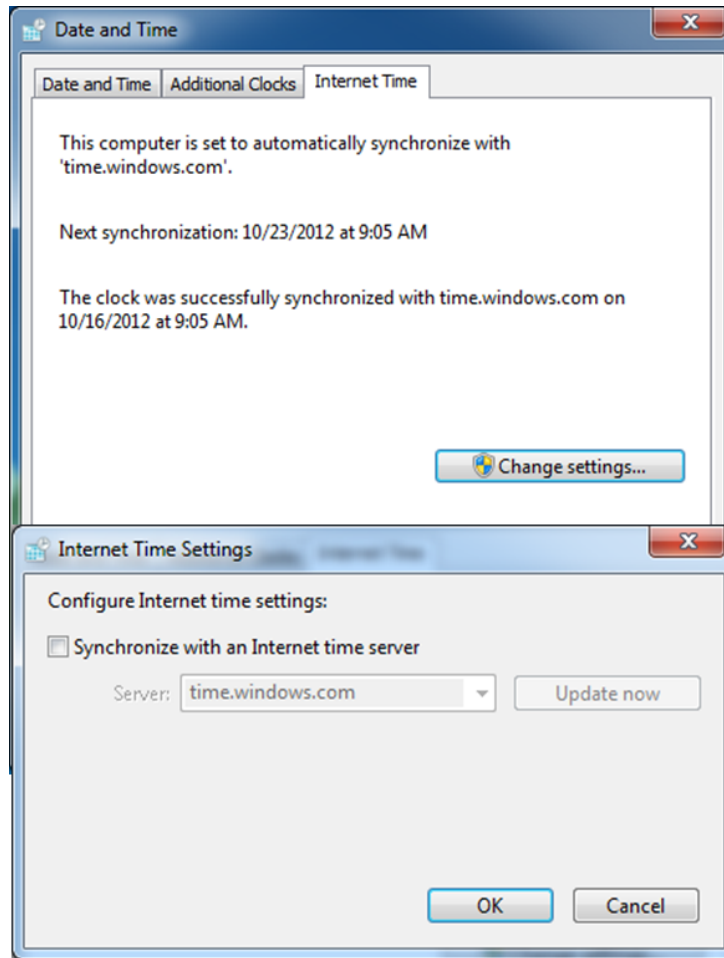 Date and Time
Date and Time Additional Clocks Internet Time
This computer is set to automatically synchronize with
'time.windows.com'.
Next synchronization: 10/23/2012 at 9:05 AM
The clock was successfully synchronized with time.windows.com on
10/16/2012 at 9:05 AM.
Change settings...
Internet Time Settings
Configure Internet time settings:
Synchronize with an Internet time server
Server: time.windows.com Update now
OK Cancel